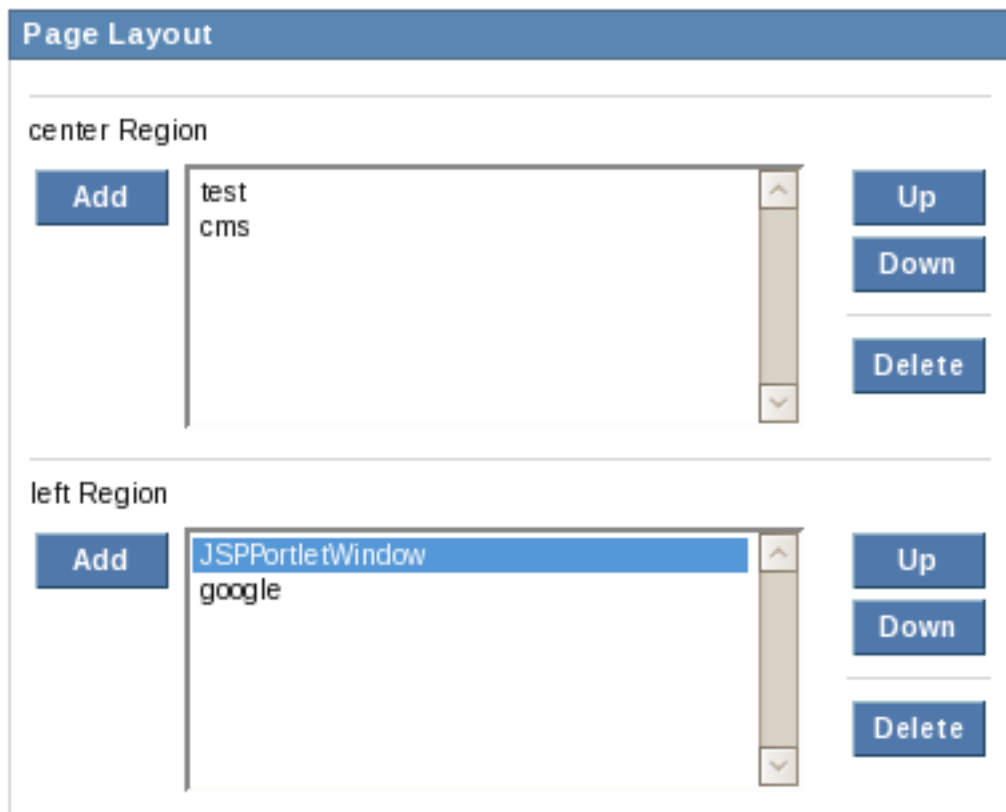 Page Layout
center Region
Add
test
cms
Up
Down
Delete
left Region
Add
JSPPortletWindow
google
Up
Down
Delete